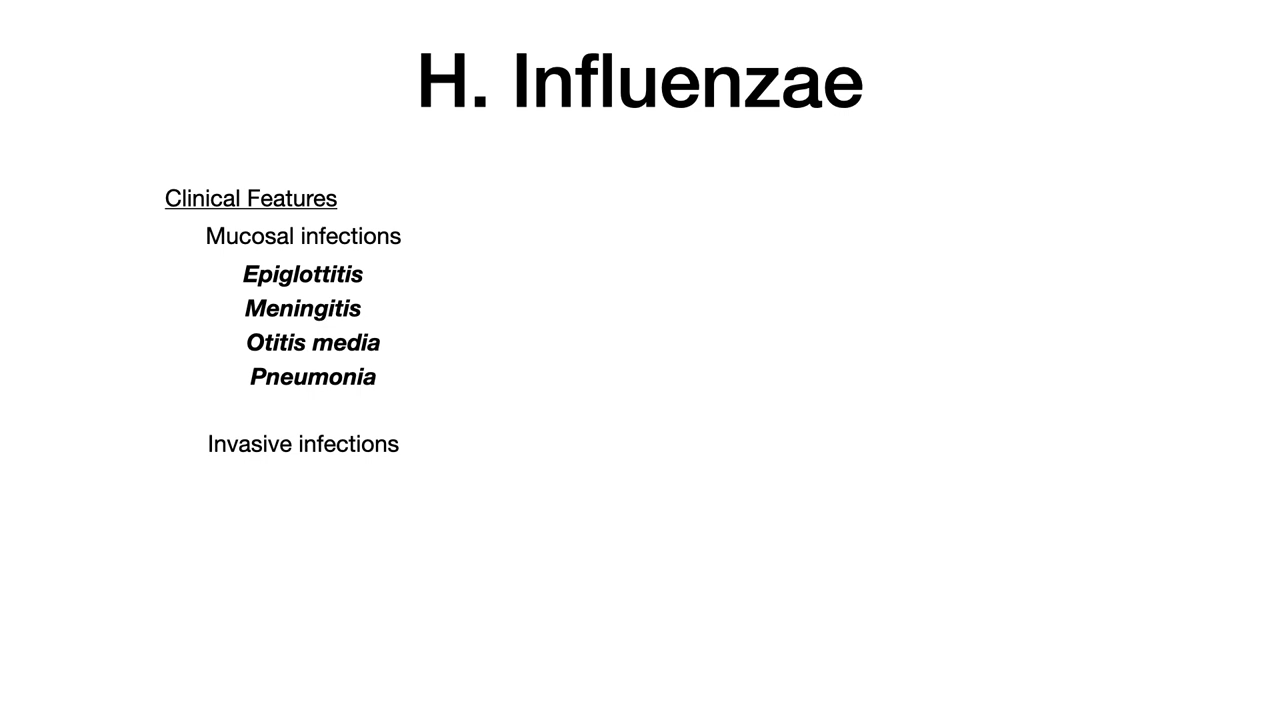 H. Influenzae
Clinical Features
Mucosal infections
Epiglottitis
Meningitis
Otitis media
Pneumonia
Invasive infections